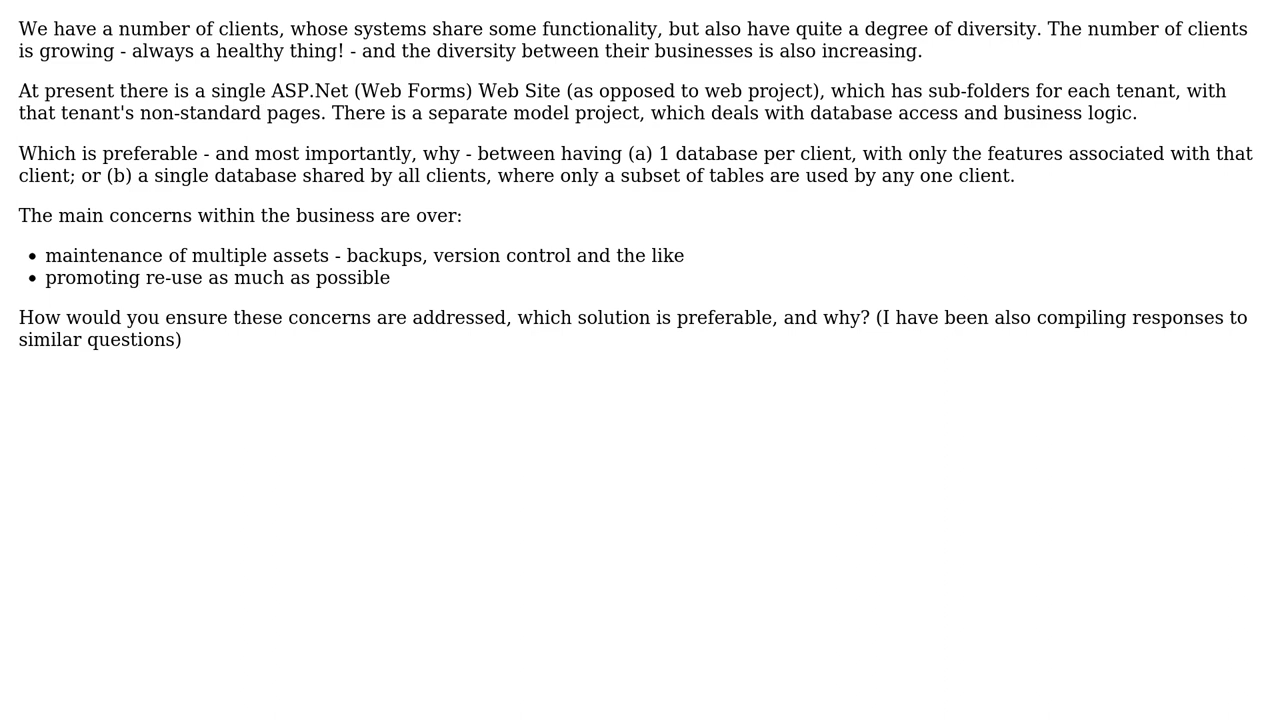 We have a number of clients, whose systems share some functionality, but also have quite a degree of diversity. The number of clients
is growing - always a healthy thing! - and the diversity between their businesses is also increasing.
At present there is a single ASP.Net (Web Forms) Web Site (as opposed to web project), which has sub-folders for each tenant, with
that tenant's non-standard pages. There is a separate model project, which deals with database access and business logic.
Which is preferable - and most importantly, why - between having (a) 1 database per client, with only the features associated with that
client; or (b) a single database shared by all clients, where only a subset of tables are used by any one client.
The main concerns within the business are over:
• maintenance of multiple assets - backups, version control and the like
• promoting re-use as much as possible
How would you ensure these concerns are addressed, which solution is preferable, and why? (I have been also compiling responses to
similar questions)